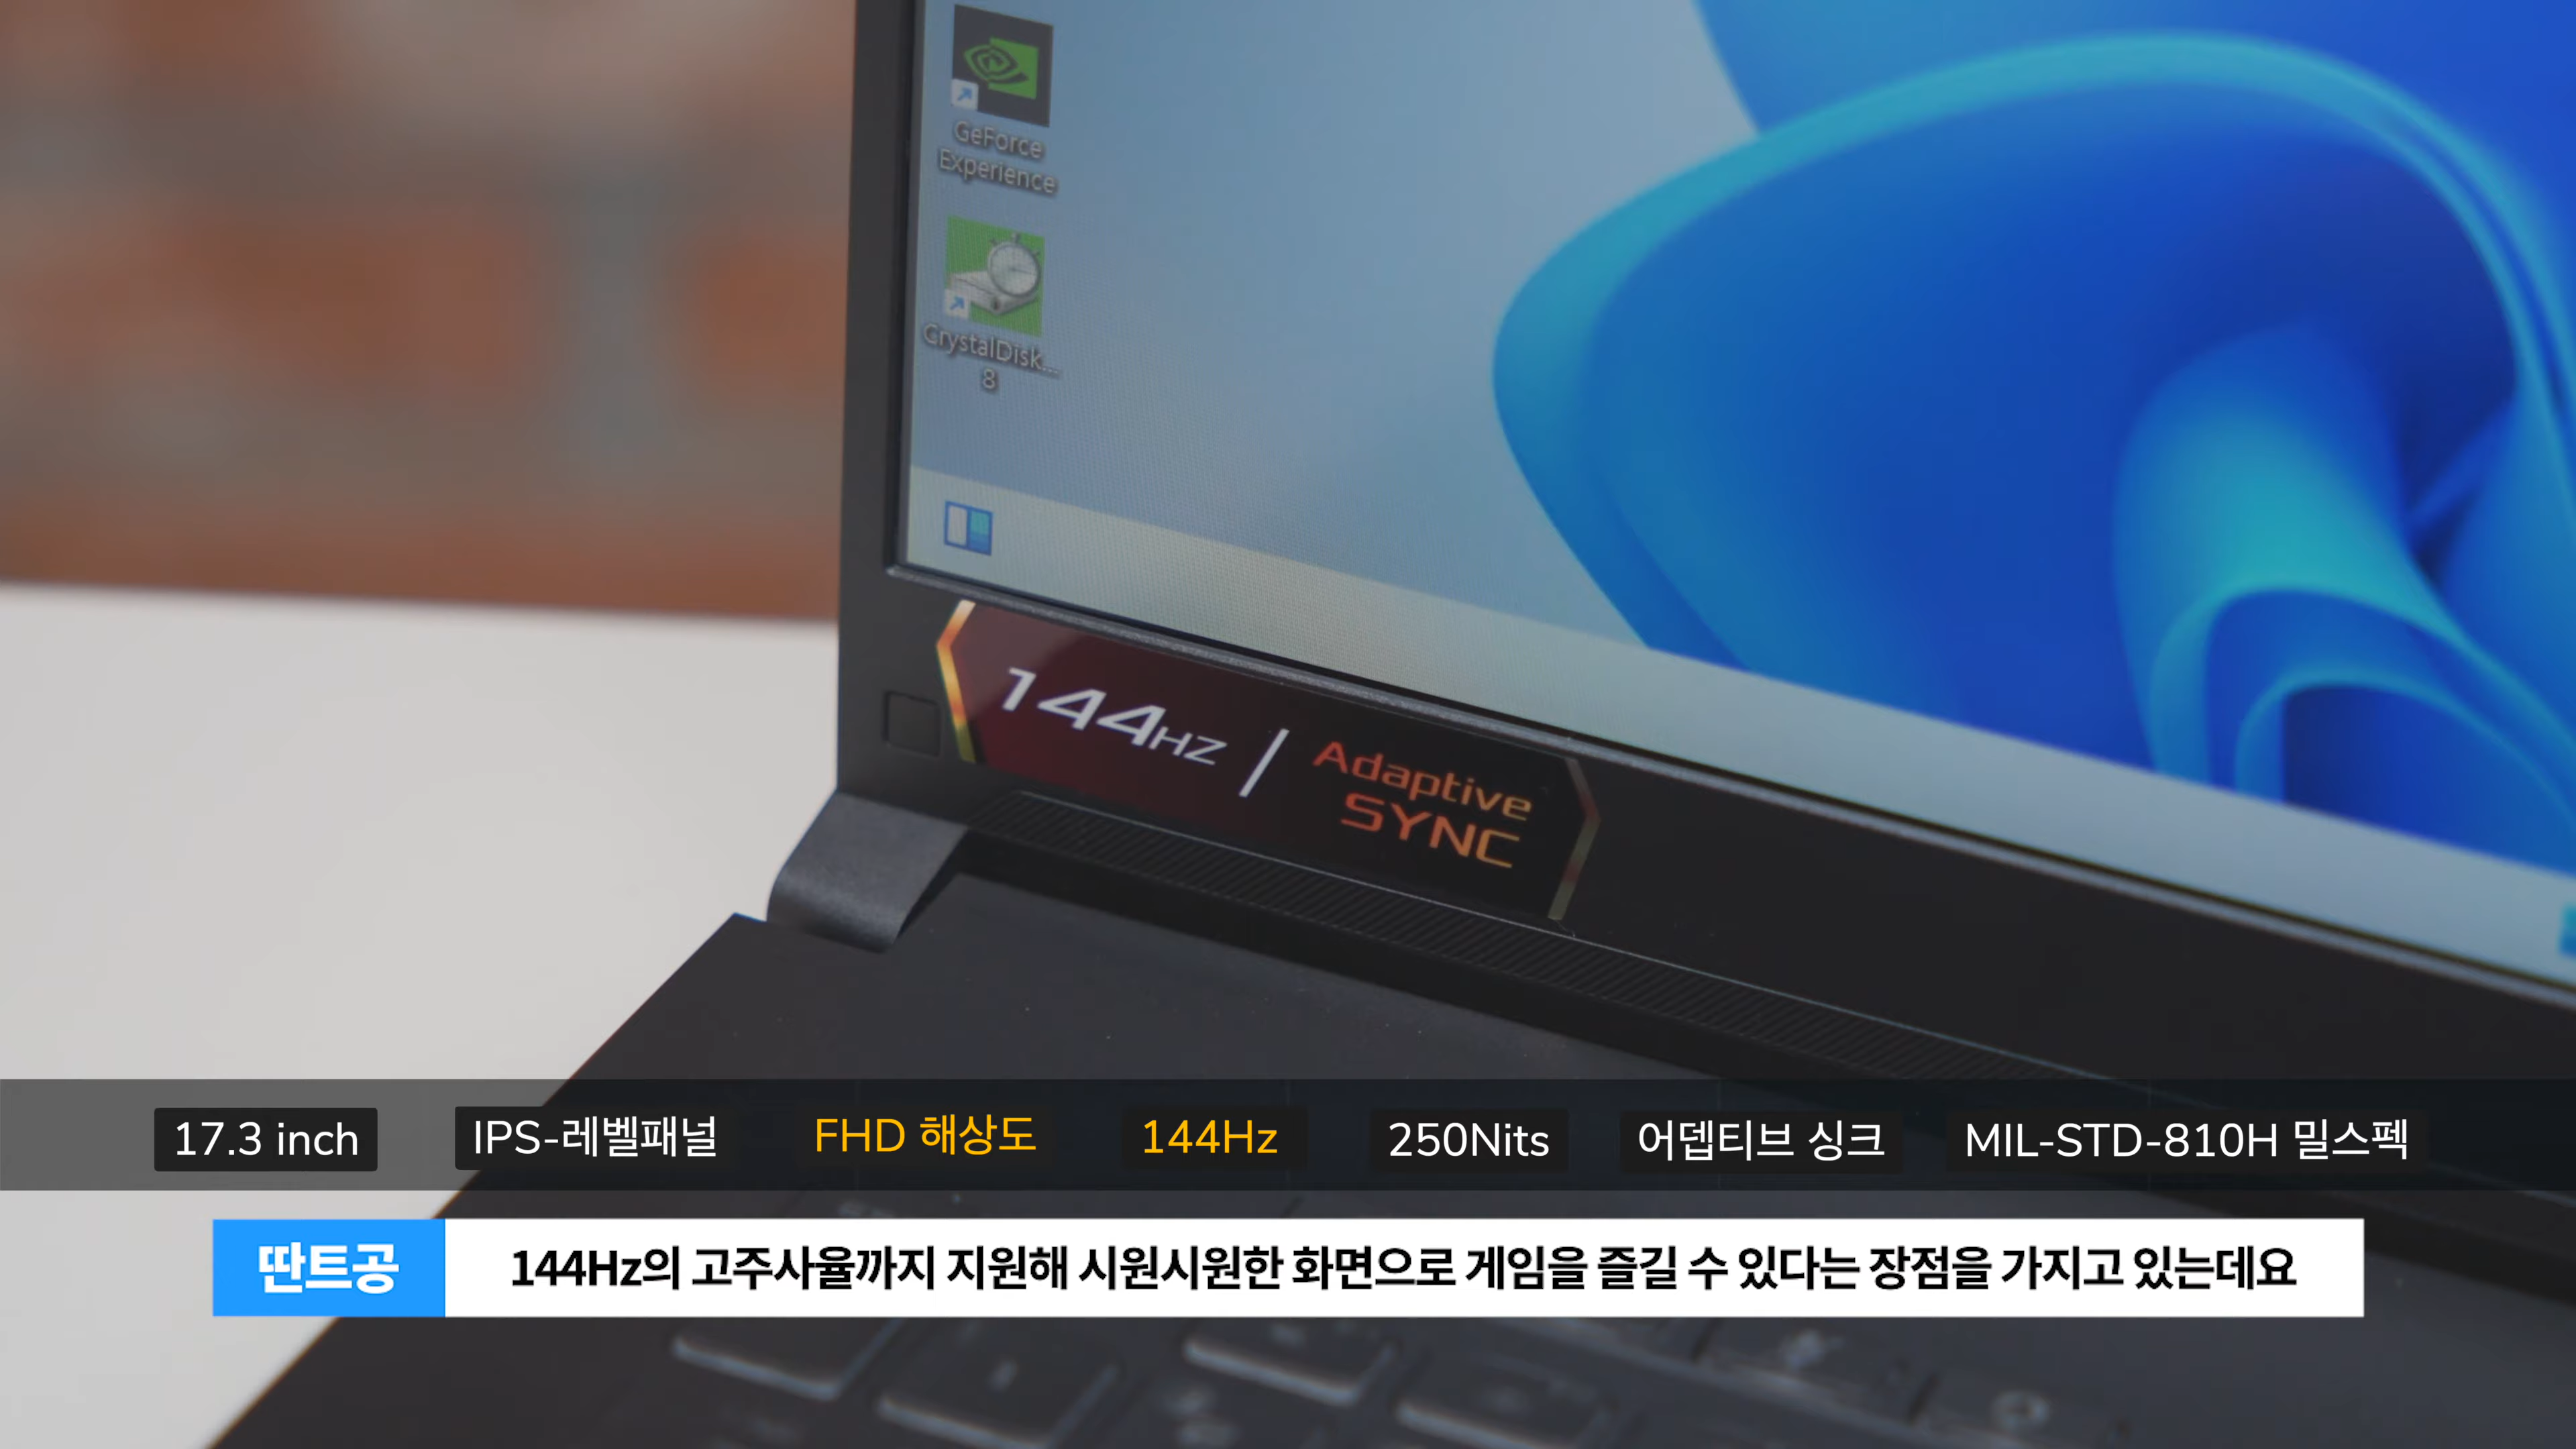 GeForce
Experience
CrystalDisk...
8
144HZ | Adaptive
SYNC
17.3 inch
IPS-레벨패널
FHD 해상도
144Hz
250Nits
어뎁티브 싱크
MIL-STD-810H 밀스펙
딴트공
144Hz의 고주사율까지 지원해 시원시원한 화면으로 게임을 즐길 수 있다는 장점을 가지고 있는데요